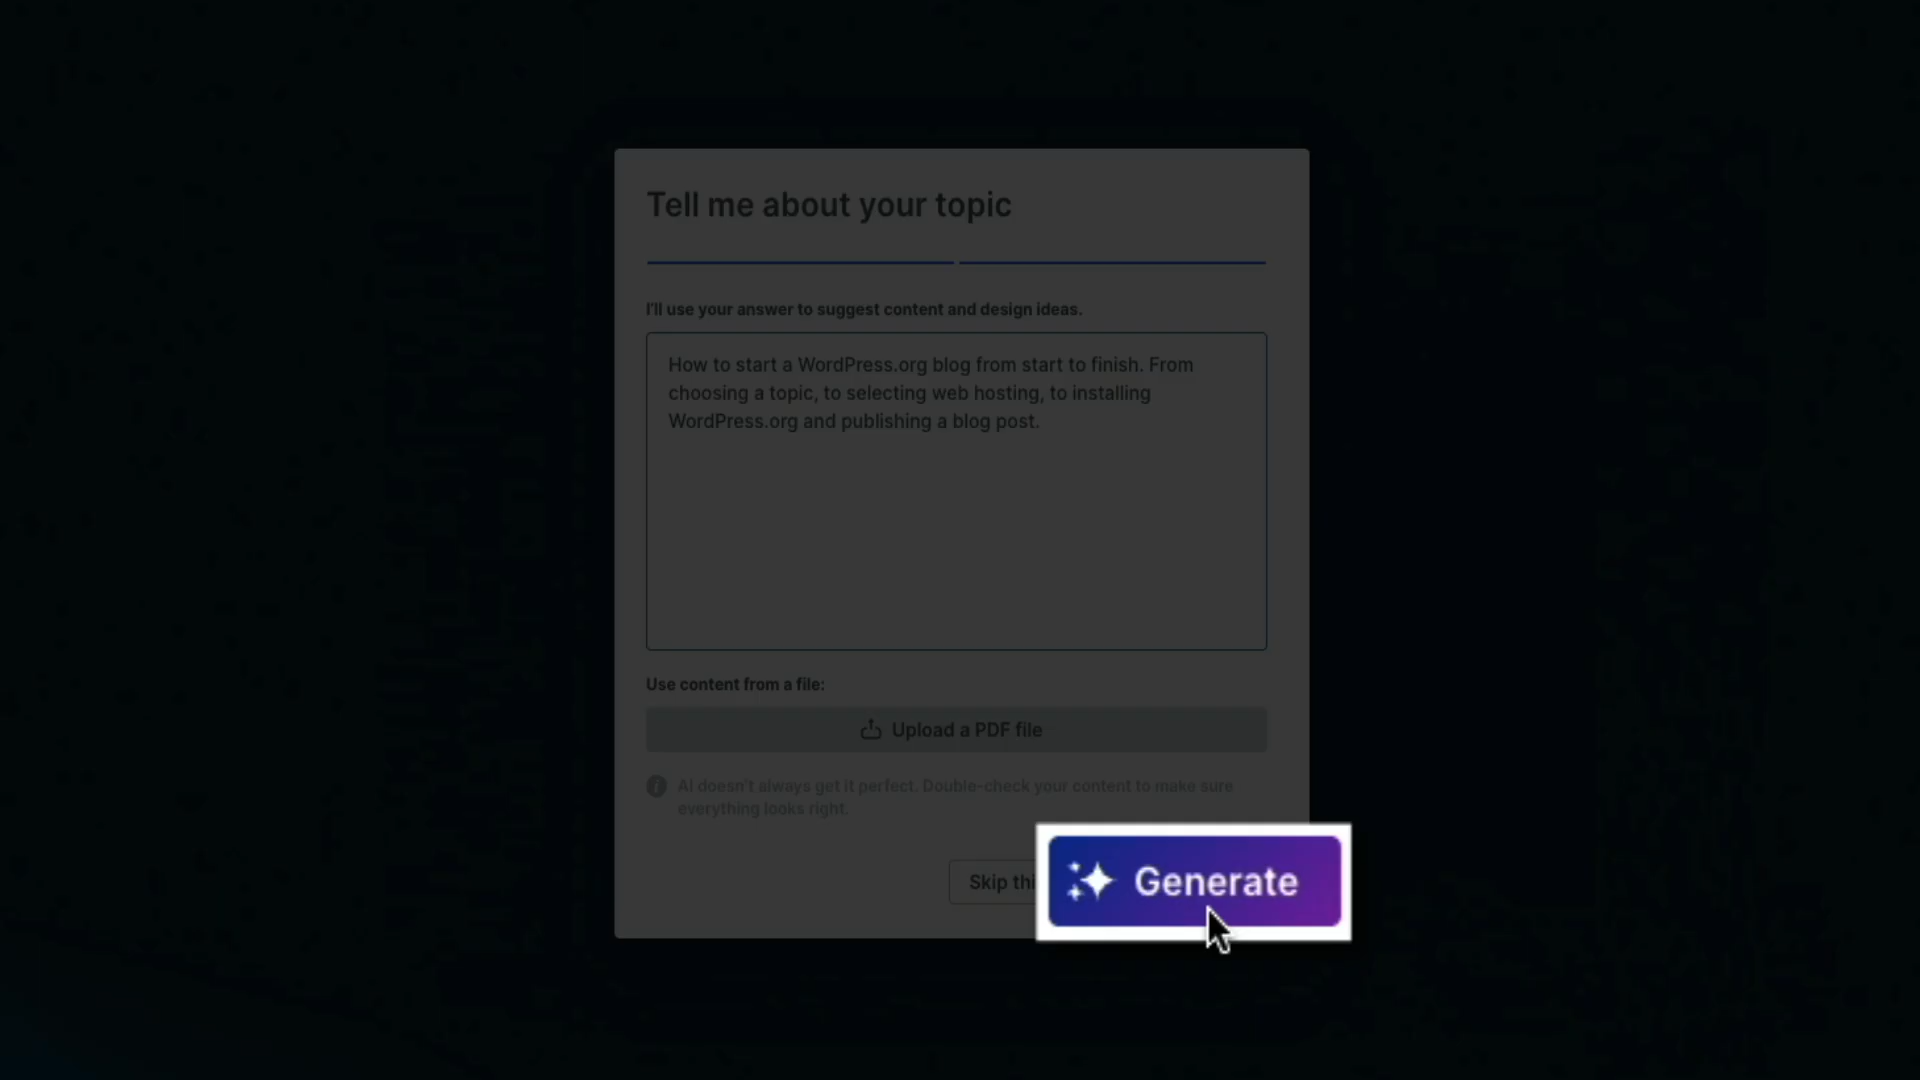 Tell me about your topic
I'll use your answer to suggest content and design ideas.
How to start a WordPress.org blog from start to finish. From
choosing a topic, to selecting web hosting, to installing
WordPress.org and publishing a blog post.
Use content from a file:
Upload a PDF file
AI doesn't always get it perfect. Double-check your content to make sure
everything looks right.
Skip
Generate